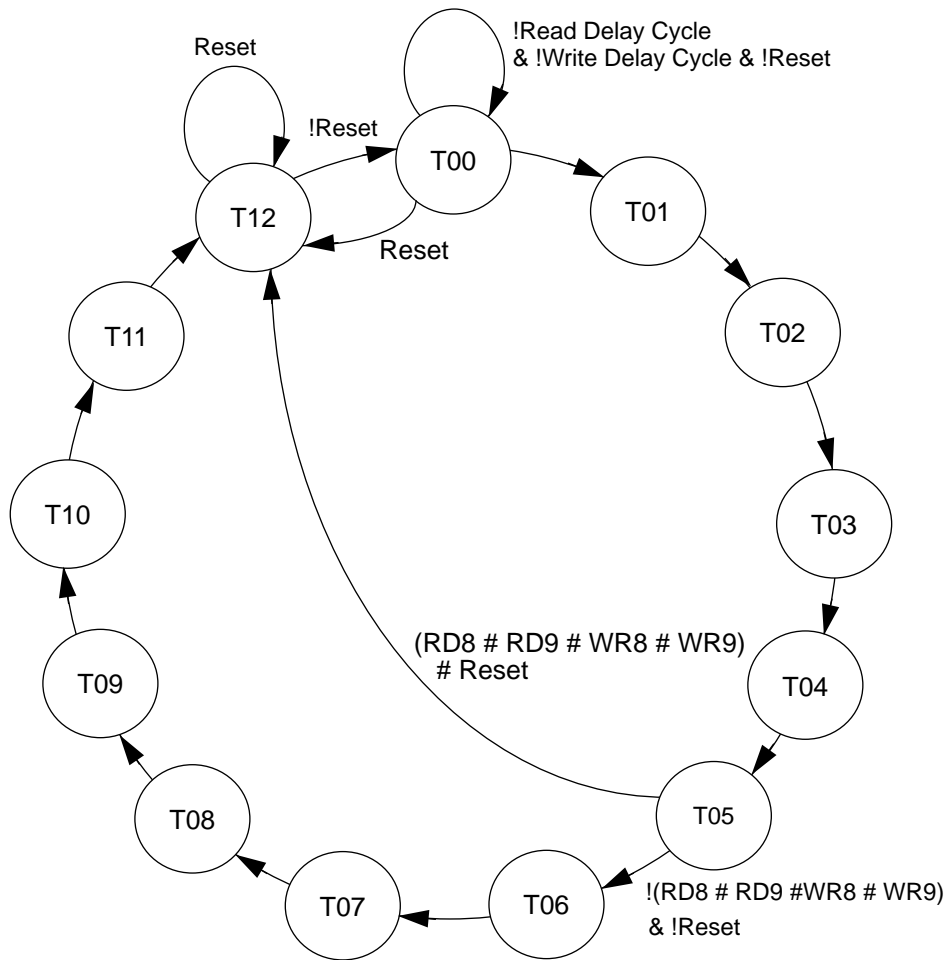 !Read Delay Cycle
& !Write Delay Cycle & !Reset
Reset
!Reset
T00
T01
T12
Reset
T02
T11
T10
T03
(RD8 # RD9 # WR8 # WR9)
# Reset
T04
T09
T05
T08
!(RD8 # RD9 #WR8 # WR9)
& !Reset
T06
T07